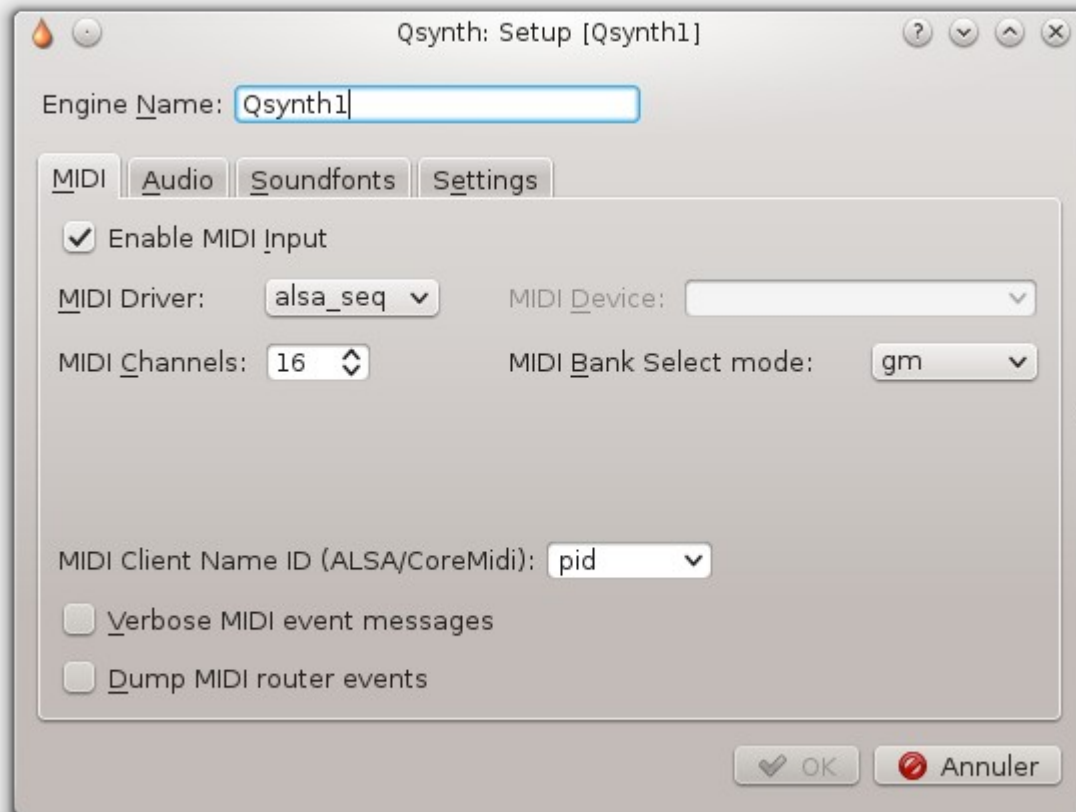 Qsynth: Setup [Qsynth1]
Engine Name: Qsynth1
MIDI Audio Soundfonts Settings
Enable MIDI Input
MIDI Driver: alsa_seq MIDI Device:
MIDI Channels: 16 MIDI Bank Select mode: gm
MIDI Client Name ID (ALSA/CoreMidi): pid
Verbose MIDI event messages
Dump MIDI router events
OK Annuler